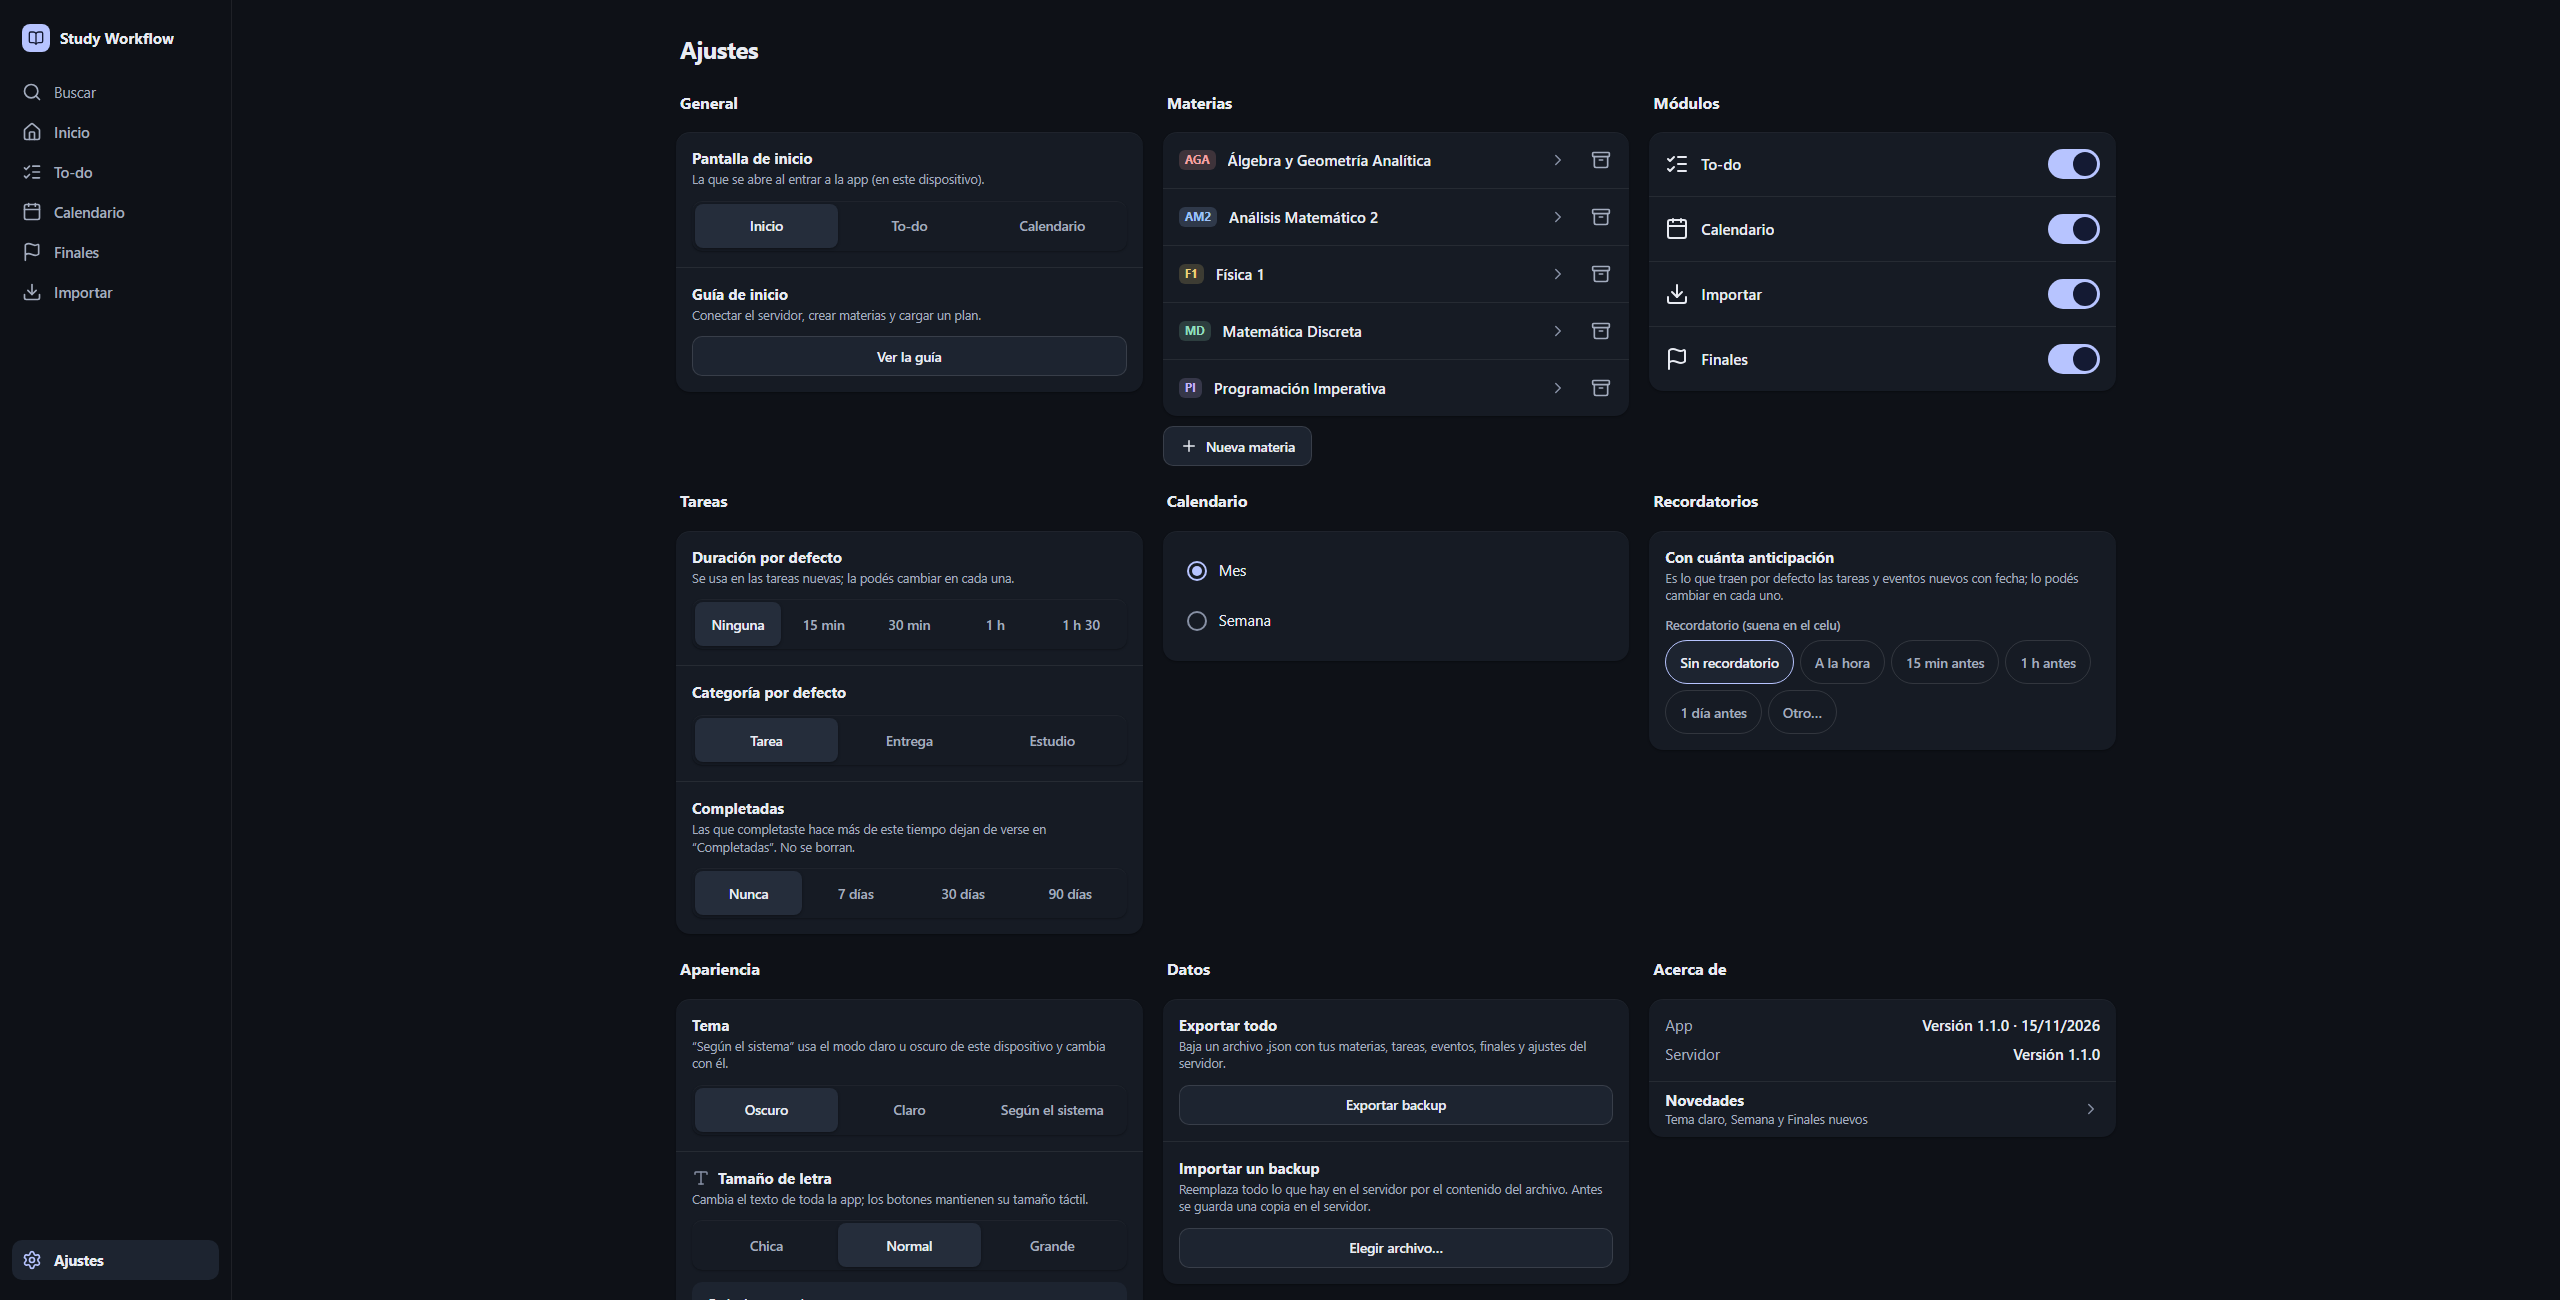 Study Workflow
Buscar
Inicio
To-do
Calendario
Finales
Importar
Ajustes
Ajustes
General
Pantalla de inicio
La que se abre al entrar a la app (en este dispositivo).
Inicio To-do Calendario
Guía de inicio
Conectar el servidor, crear materias y cargar un plan.
Ver la guía
Materias
AGA Álgebra y Geometría Analítica
AM2 Análisis Matemático 2
F1 Física 1
MD Matemática Discreta
PI Programación Imperativa
Nueva materia
Módulos
To-do
Calendario
Importar
Finales
Tareas
Duración por defecto
Se usa en las tareas nuevas; la podés cambiar en cada una.
Ninguna 15 min 30 min 1 h 1 h 30
Categoría por defecto
Tarea Entrega Estudio
Completadas
Las que completaste hace más de este tiempo dejan de verse en
“Completadas”. No se borran.
Nunca 7 días 30 días 90 días
Calendario
Mes
Semana
Recordatorios
Con cuánta anticipación
Es lo que traen por defecto las tareas y eventos nuevos con fecha; lo podés
cambiar en cada uno.
Recordatorio (suena en el celu)
Sin recordatorio A la hora 15 min antes 1 h antes
1 día antes Otro...
Apariencia
Tema
“Según el sistema” usa el modo claro u oscuro de este dispositivo y cambia
con él.
Oscuro Claro Según el sistema
Tamaño de letra
Cambia el texto de toda la app; los botones mantienen su tamaño táctil.
Chica Normal Grande
Datos
Exportar todo
Baja un archivo .json con tus materias, tareas, eventos, finales y ajustes del
servidor.
Exportar backup
Importar un backup
Reemplaza todo lo que hay en el servidor por el contenido del archivo. Antes
se guarda una copia en el servidor.
Elegir archivo...
Acerca de
App Versión 1.1.0 · 15/11/2026
Servidor Versión 1.1.0
Novedades
Tema claro, Semana y Finales nuevos